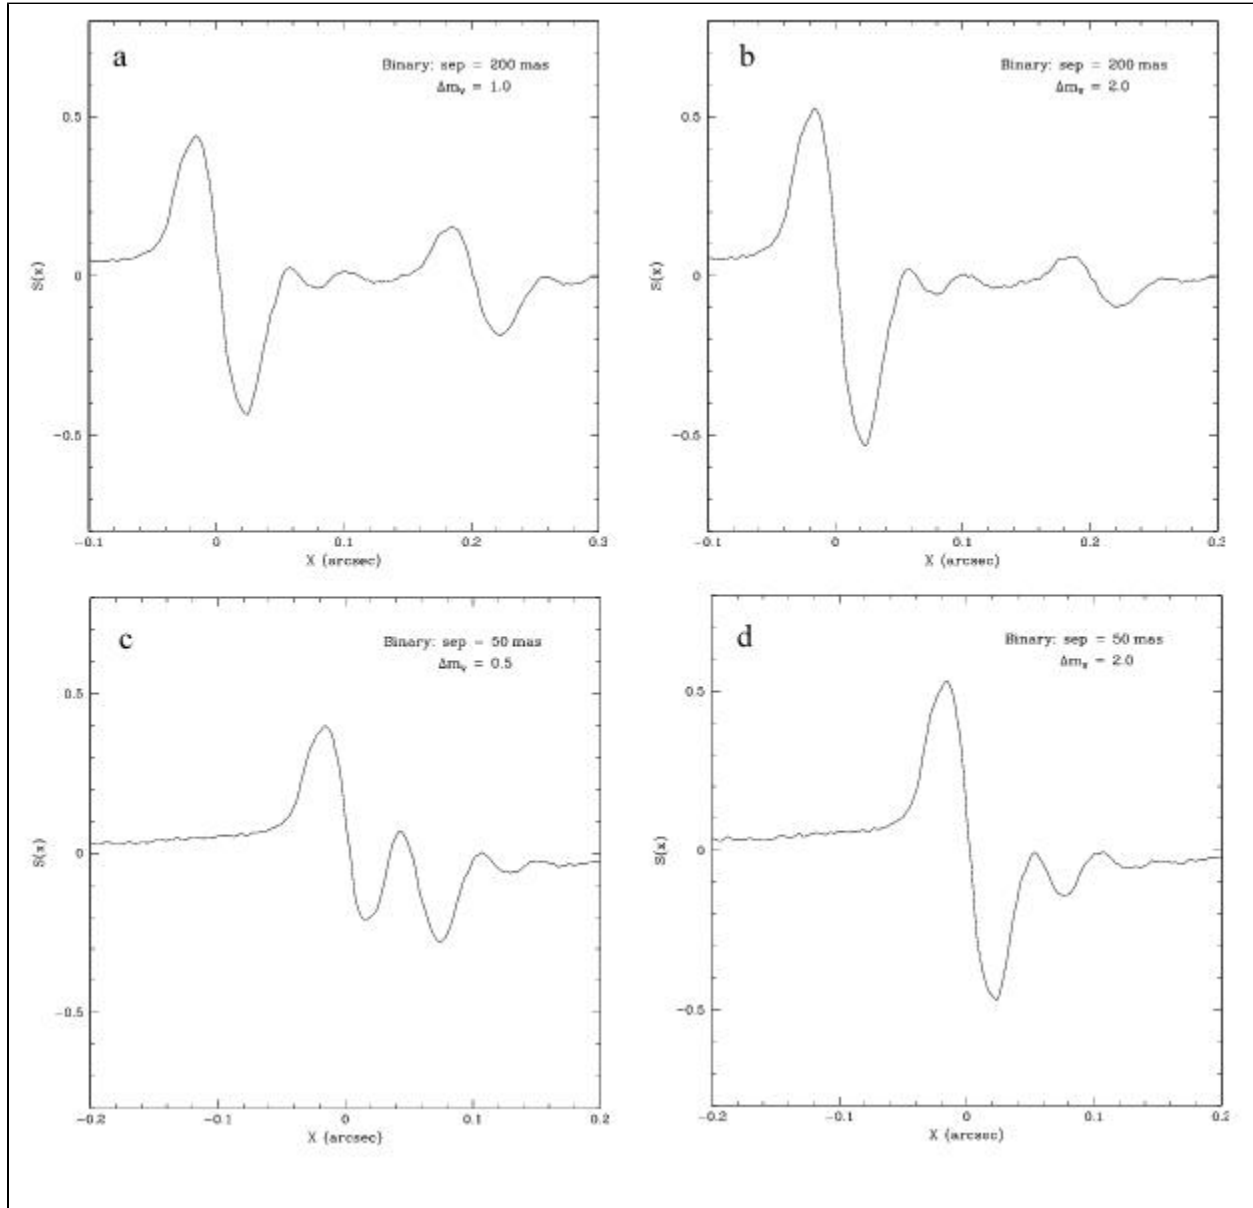 a
Binary: sep = 200 mas
Δmᵥ = 1.0
0.5
0
−0.5
S(x)
−0.1
0
0.1
0.2
0.3
X (arcsec)
b
Binary: sep = 200 mas
Δmᵥ = 2.0
0.5
0
−0.5
S(x)
−0.1
0
0.1
0.2
0.3
X (arcsec)
c
Binary: sep = 50 mas
Δmᵥ = 0.5
0.5
0
−0.5
S(x)
−0.2
−0.1
0
0.1
0.2
X (arcsec)
d
Binary: sep = 50 mas
Δmᵥ = 2.0
0.5
0
−0.5
S(x)
−0.2
−0.1
0
0.1
0.2
X (arcsec)